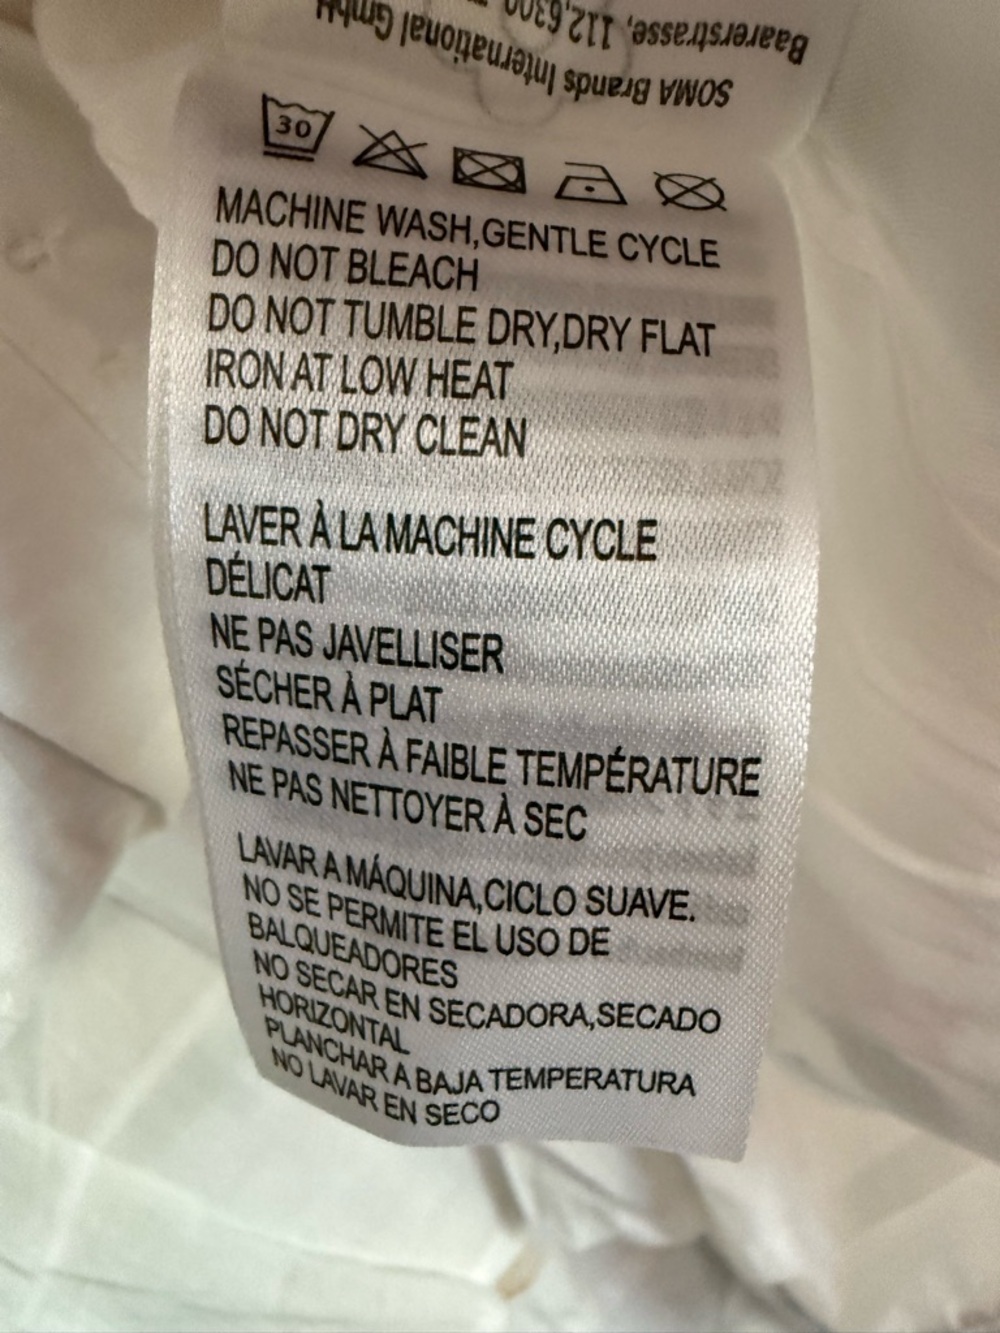 Baarerstrasse, 112,6300
SOMA Brands International GmbH
30
MACHINE WASH,GENTLE CYCLE
DO NOT BLEACH
DO NOT TUMBLE DRY,DRY FLAT
IRON AT LOW HEAT
DO NOT DRY CLEAN
LAVER À LA MACHINE CYCLE
DÉLICAT
NE PAS JAVELLISER
SÉCHER À PLAT
REPASSER À FAIBLE TEMPÉRATURE
NE PAS NETTOYER À SEC
LAVAR A MÁQUINA,CICLO SUAVE.
NO SE PERMITE EL USO DE
BALQUEADORES
NO SECAR EN SECADORA,SECADO
HORIZONTAL
PLANCHAR A BAJA TEMPERATURA
NO LAVAR EN SECO